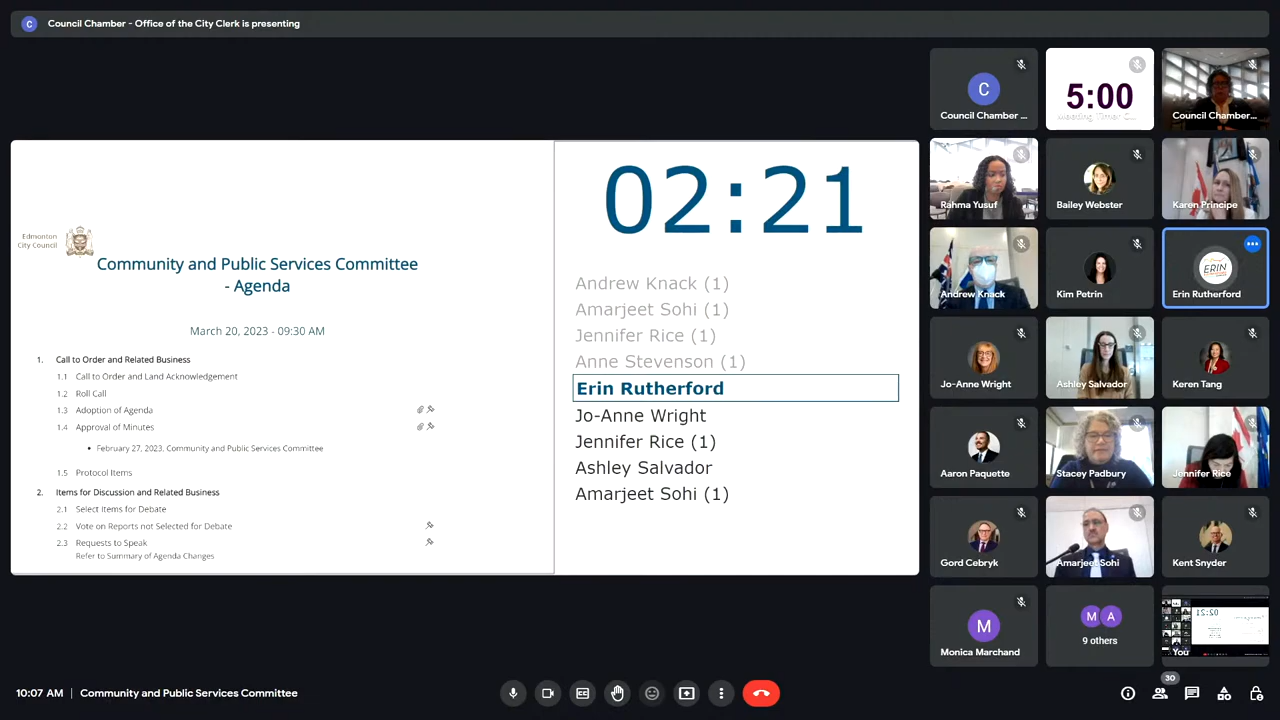 C
Council Chamber - Office of the City Clerk is presenting
Edmonton
City Council
Community and Public Services Committee
- Agenda
March 20, 2023 - 09:30 AM
1. Call to Order and Related Business
1.1 Call to Order and Land Acknowledgement
1.2 Roll Call
1.3 Adoption of Agenda
1.4 Approval of Minutes
• February 27, 2023, Community and Public Services Committee
1.5 Protocol Items
2. Items for Discussion and Related Business
2.1 Select Items for Debate
2.2 Vote on Reports not Selected for Debate
2.3 Requests to Speak
Refer to Summary of Agenda Changes
02:21
Andrew Knack (1)
Amarjeet Sohi (1)
Jennifer Rice (1)
Anne Stevenson (1)
Erin Rutherford
Jo-Anne Wright
Jennifer Rice (1)
Ashley Salvador
Amarjeet Sohi (1)
C
Council Chamber ...
5:00
Meeting Timer C...
Council Chamber...
Rahma Yusuf
Bailey Webster
Karen Principe
Andrew Knack
Kim Petrin
ERIN
Erin Rutherford
Jo-Anne Wright
Ashley Salvador
Keren Tang
Aaron Paquette
Stacey Padbury
Jennifer Rice
Gord Cebryk
Amarjeet Sohi
Kent Snyder
M
Monica Marchand
M A
9 others
You
10:07 AM | Community and Public Services Committee
30